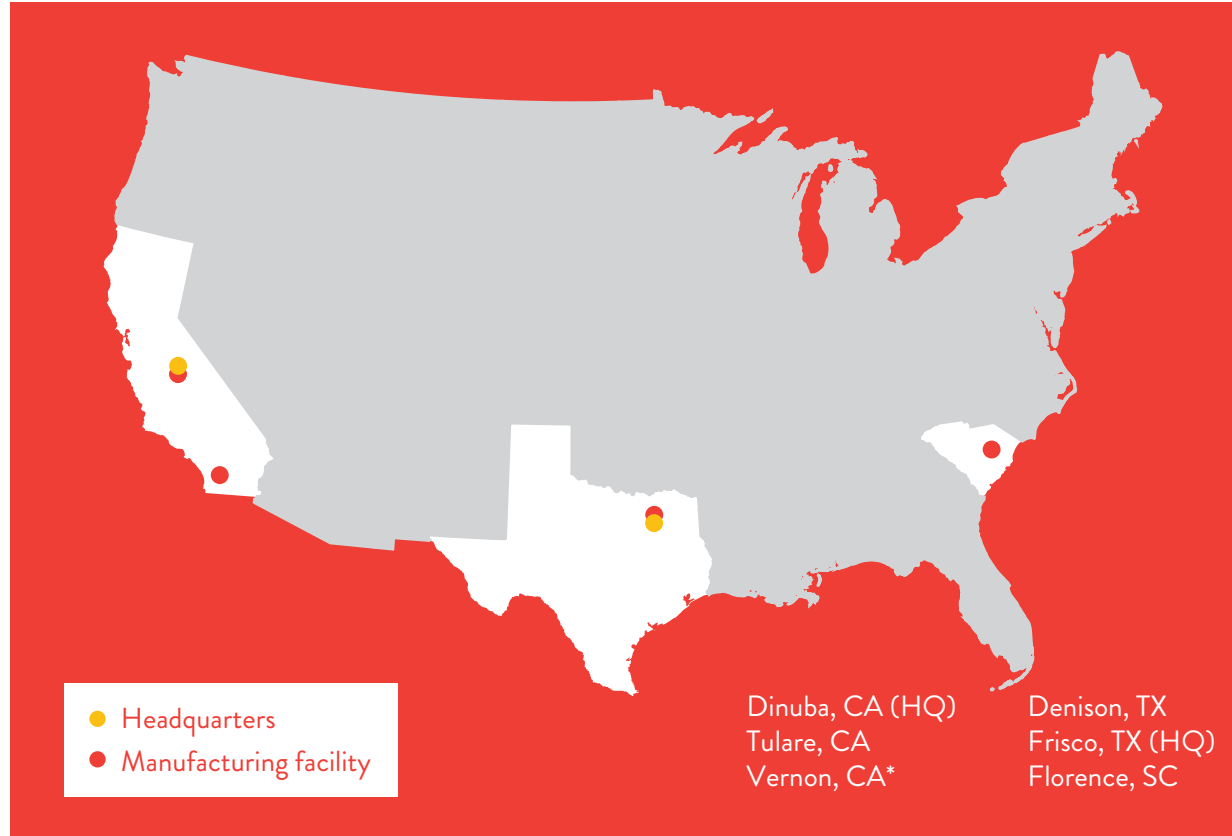 Headquarters
Manufacturing facility
Dinuba, CA (HQ)
Tulare, CA
Vernon, CA*
Denison, TX
Frisco, TX (HQ)
Florence, SC